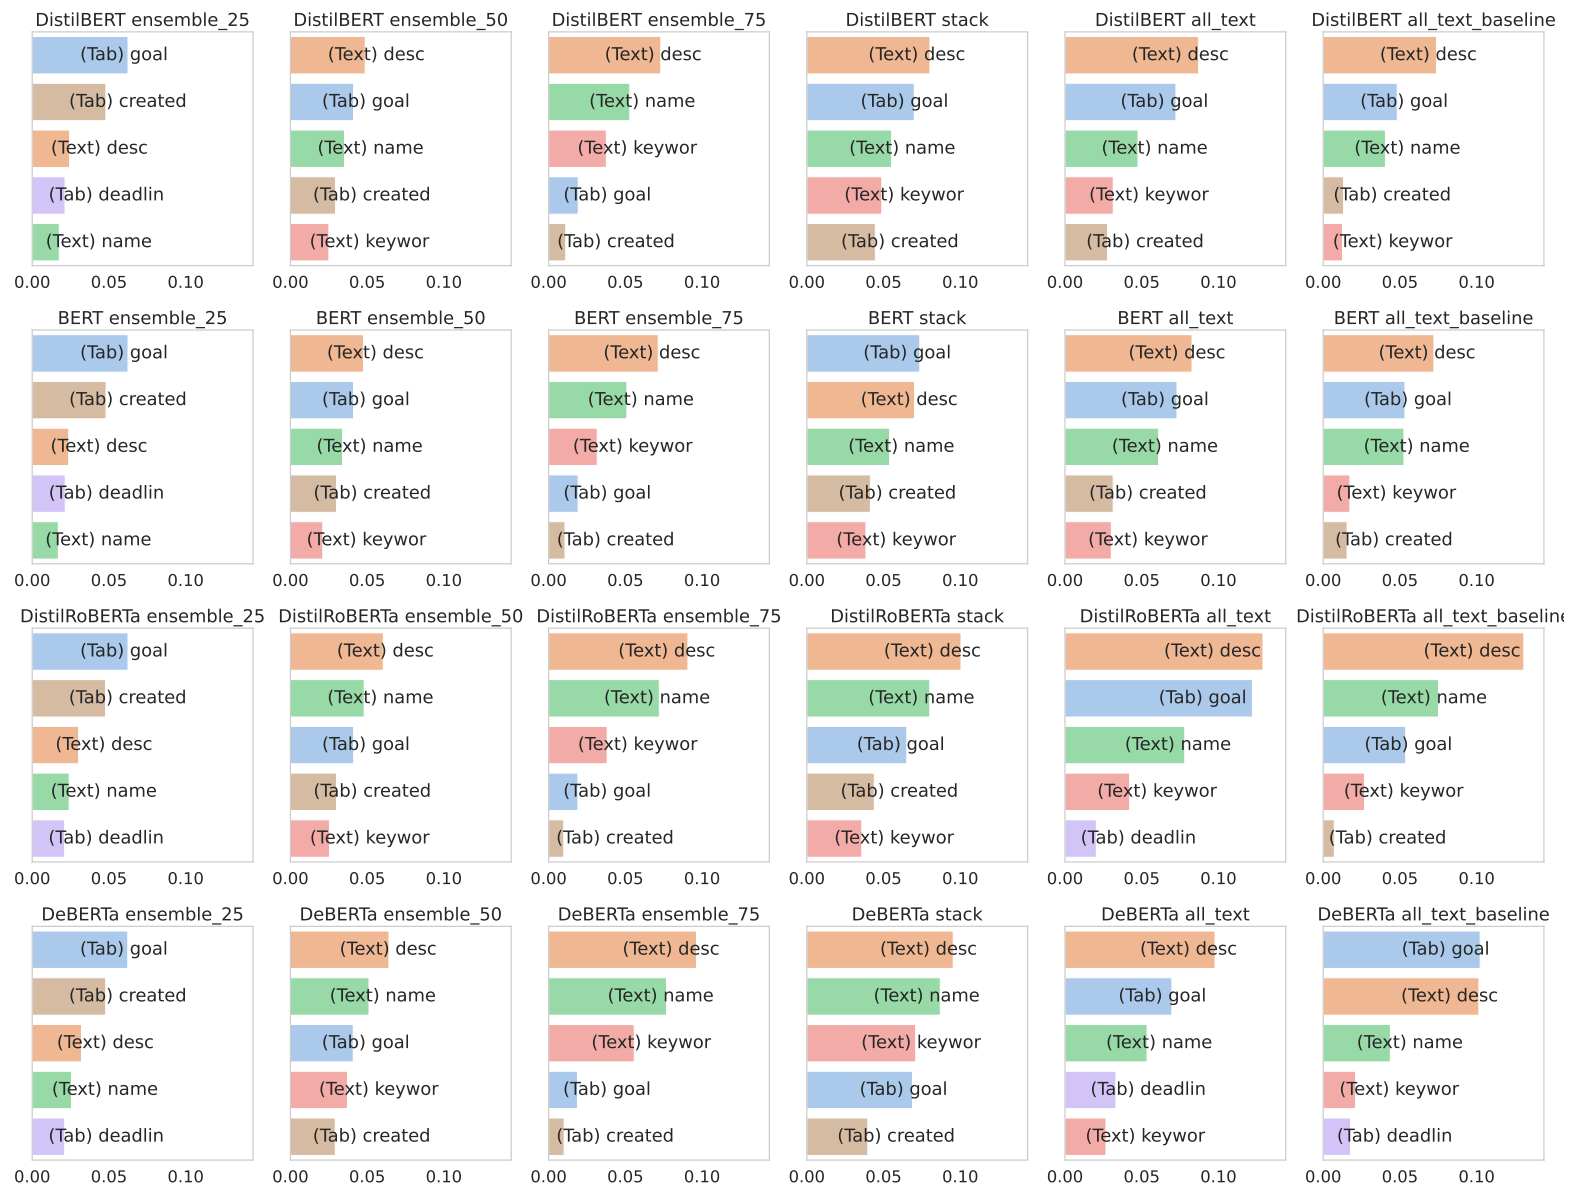 DistilBERT ensemble_25
(Tab) goal
(Tab) created
(Text) desc
(Tab) deadlin
(Text) name
0.00 0.05 0.10
DistilBERT ensemble_50
(Text) desc
(Tab) goal
(Text) name
(Tab) created
(Text) keywor
0.00 0.05 0.10
DistilBERT ensemble_75
(Text) desc
(Text) name
(Text) keywor
(Tab) goal
(Tab) created
0.00 0.05 0.10
DistilBERT stack
(Text) desc
(Tab) goal
(Text) name
(Text) keywor
(Tab) created
0.00 0.05 0.10
DistilBERT all_text
(Text) desc
(Tab) goal
(Text) name
(Text) keywor
(Tab) created
0.00 0.05 0.10
DistilBERT all_text_baseline
(Text) desc
(Tab) goal
(Text) name
(Tab) created
(Text) keywor
0.00 0.05 0.10
BERT ensemble_25
(Tab) goal
(Tab) created
(Text) desc
(Tab) deadlin
(Text) name
0.00 0.05 0.10
BERT ensemble_50
(Text) desc
(Tab) goal
(Text) name
(Tab) created
(Text) keywor
0.00 0.05 0.10
BERT ensemble_75
(Text) desc
(Text) name
(Text) keywor
(Tab) goal
(Tab) created
0.00 0.05 0.10
BERT stack
(Tab) goal
(Text) desc
(Text) name
(Tab) created
(Text) keywor
0.00 0.05 0.10
BERT all_text
(Text) desc
(Tab) goal
(Text) name
(Tab) created
(Text) keywor
0.00 0.05 0.10
BERT all_text_baseline
(Text) desc
(Tab) goal
(Text) name
(Text) keywor
(Tab) created
0.00 0.05 0.10
DistilRoBERTa ensemble_25
(Tab) goal
(Tab) created
(Text) desc
(Text) name
(Tab) deadlin
0.00 0.05 0.10
DistilRoBERTa ensemble_50
(Text) desc
(Text) name
(Tab) goal
(Tab) created
(Text) keywor
0.00 0.05 0.10
DistilRoBERTa ensemble_75
(Text) desc
(Text) name
(Text) keywor
(Tab) goal
(Tab) created
0.00 0.05 0.10
DistilRoBERTa stack
(Text) desc
(Text) name
(Tab) goal
(Tab) created
(Text) keywor
0.00 0.05 0.10
DistilRoBERTa all_text
(Text) desc
(Tab) goal
(Text) name
(Text) keywor
(Tab) deadlin
0.00 0.05 0.10
DistilRoBERTa all_text_baseline
(Text) desc
(Text) name
(Tab) goal
(Text) keywor
(Tab) created
0.00 0.05 0.10
DeBERTa ensemble_25
(Tab) goal
(Tab) created
(Text) desc
(Text) name
(Tab) deadlin
0.00 0.05 0.10
DeBERTa ensemble_50
(Text) desc
(Text) name
(Tab) goal
(Text) keywor
(Tab) created
0.00 0.05 0.10
DeBERTa ensemble_75
(Text) desc
(Text) name
(Text) keywor
(Tab) goal
(Tab) created
0.00 0.05 0.10
DeBERTa stack
(Text) desc
(Text) name
(Text) keywor
(Tab) goal
(Tab) created
0.00 0.05 0.10
DeBERTa all_text
(Text) desc
(Tab) goal
(Text) name
(Tab) deadlin
(Text) keywor
0.00 0.05 0.10
DeBERTa all_text_baseline
(Tab) goal
(Text) desc
(Text) name
(Text) keywor
(Tab) deadlin
0.00 0.05 0.10